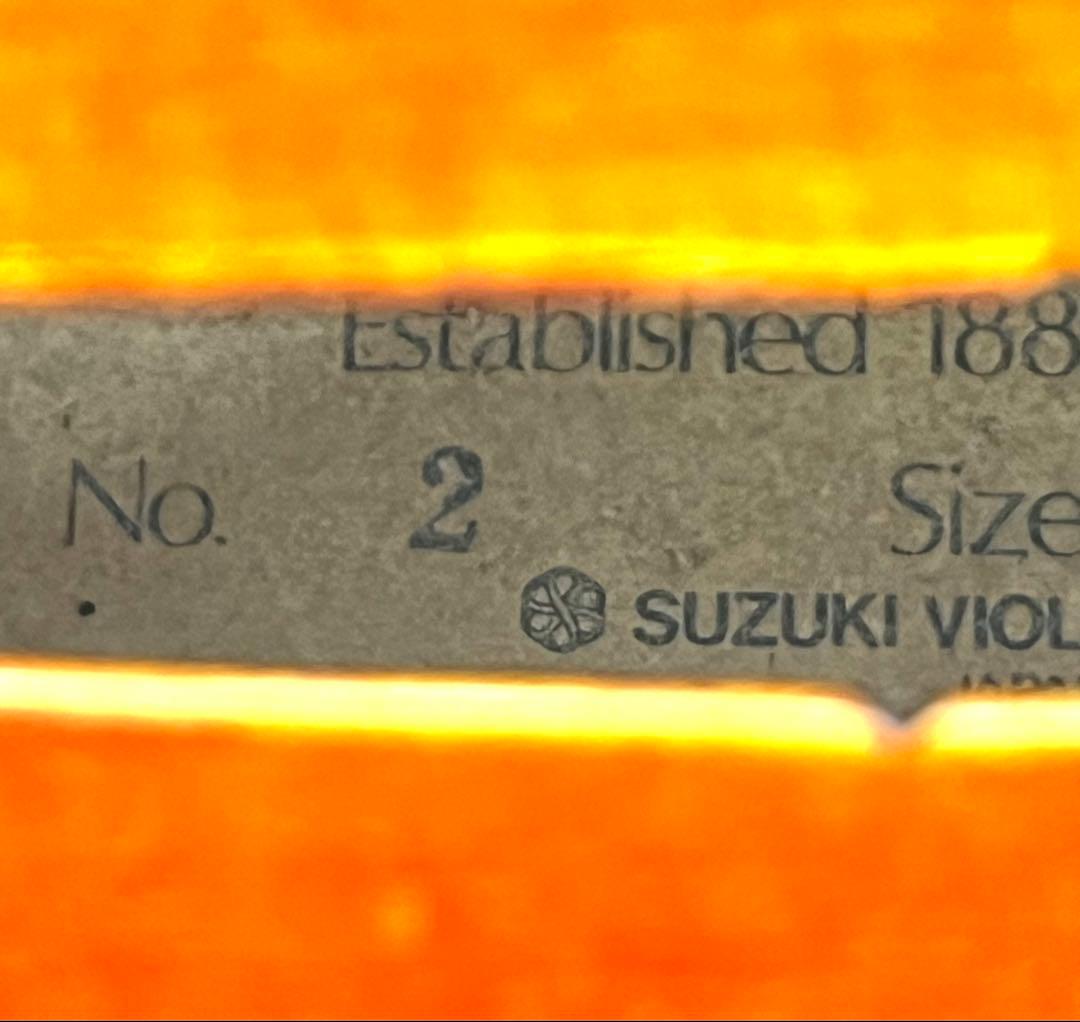 Established 188
No. 2 Size
SUZUKI VIOL